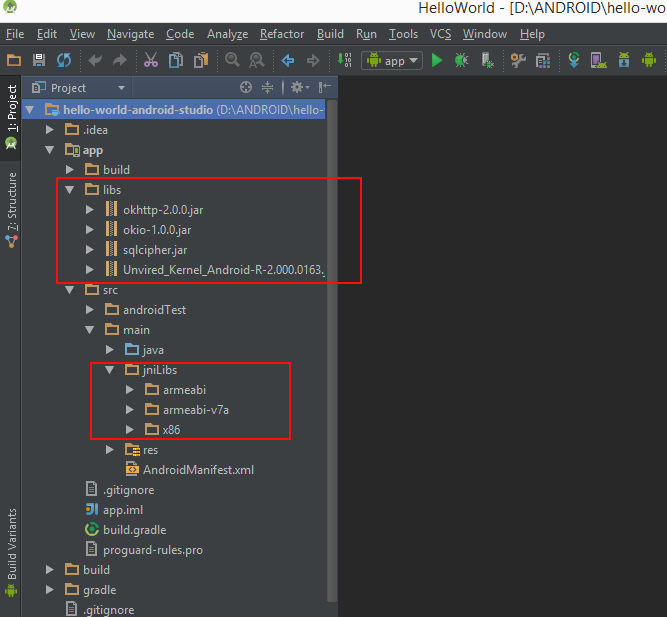 HelloWorld - [D:\ANDROID\hello-wo
File Edit View Navigate Code Analyze Refactor Build Run Tools VCS Window Help
app
Project
1: Project
7: Structure
Build Variants
hello-world-android-studio (D:\ANDROID\hello-
.idea
app
build
libs
okhttp-2.0.0.jar
okio-1.0.0.jar
sqlcipher.jar
Unvired_Kernel_Android-R-2.000.0163.
src
androidTest
main
java
jniLibs
armeabi
armeabi-v7a
x86
res
AndroidManifest.xml
.gitignore
app.iml
build.gradle
proguard-rules.pro
build
gradle
.gitignore